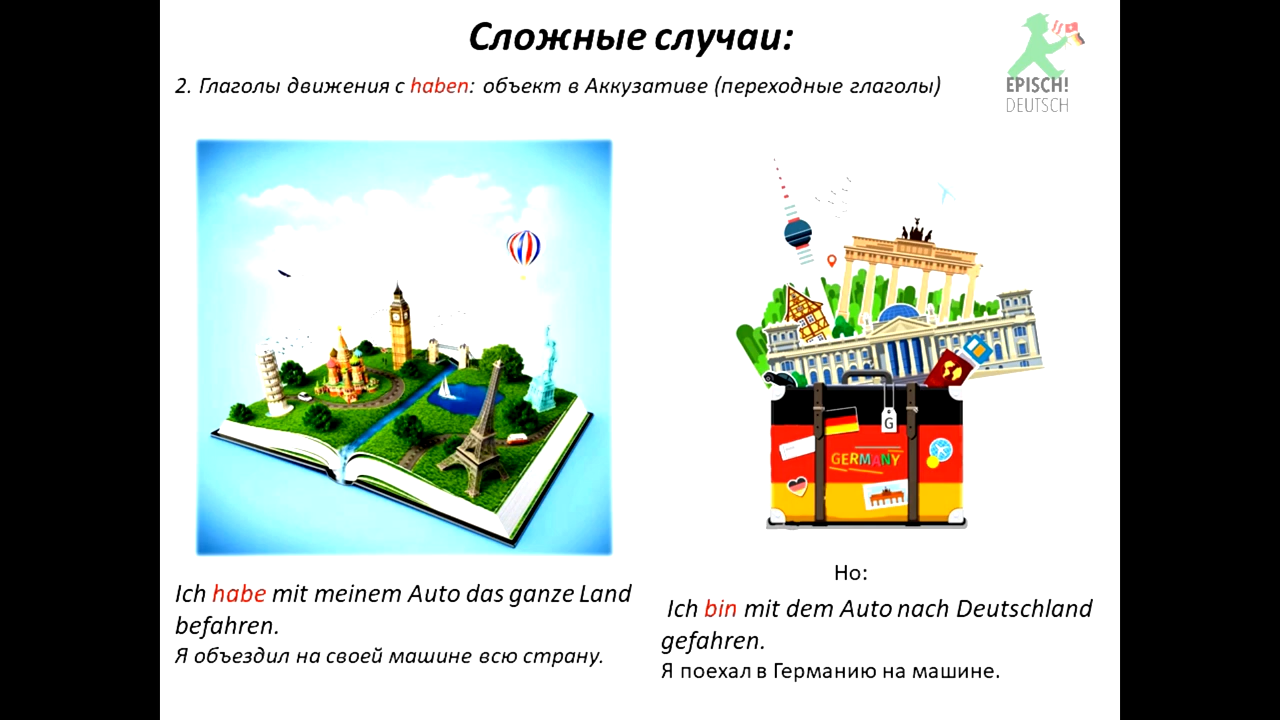 Сложные случаи:
2. Глаголы движения с haben: объект в Аккузативе (переходные глаголы)
EPISCH!
DEUTSCH
G
GERMANY
Ich habe mit meinem Auto das ganze Land
befahren.
Я объездил на своей машине всю страну.
Но:
Ich bin mit dem Auto nach Deutschland
gefahren.
Я поехал в Германию на машине.